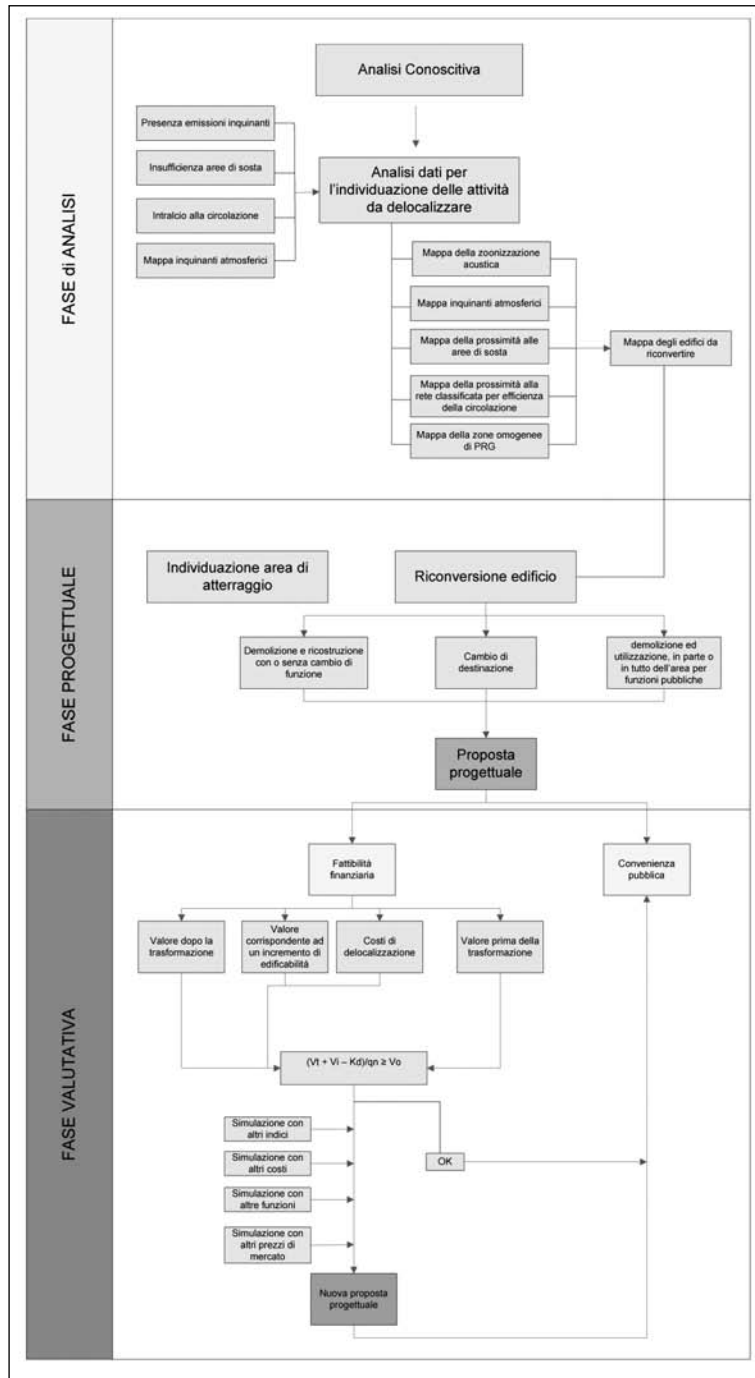 FASE di ANALISI
Analisi Conoscitiva
Presenza emissioni inquinanti
Insufficienza aree di sosta
Intralcio alla circolazione
Mappa inquinanti atmosferici
Analisi dati per
l'individuazione delle attività
da delocalizzare
Mappa della zoonizzazione
acustica
Mappa inquinanti atmosferici
Mappa della prossimità alle
aree di sosta
Mappa della prossimità alla
rete classificata per efficienza
della circolazione
Mappa della zone omogenee
di PRG
Mappa degli edifici da
riconvertire
FASE PROGETTUALE
Individuazione area di
atterraggio
Riconversione edificio
Demolizione e ricostruzione
con o senza cambio di
funzione
Cambio di
destinazione
demolizione ed
utilizzazione, in parte o
in tutto dell'area per
funzioni pubbliche
Proposta
progettuale
FASE VALUTATIVA
Fattibilità
finanziaria
Convenienza
pubblica
Valore dopo la
trasformazione
Valore
corrispondente ad
un incremento di
edificabilità
Costi di
delocalizzazione
Valore prima della
trasformazione
(Vt + Vi – Kd)/qn ≥ Vo
Simulazione con
altri indici
Simulazione con
altri costi
Simulazione con
altre funzioni
Simulazione con
altri prezzi di
mercato
OK
Nuova proposta
progettuale